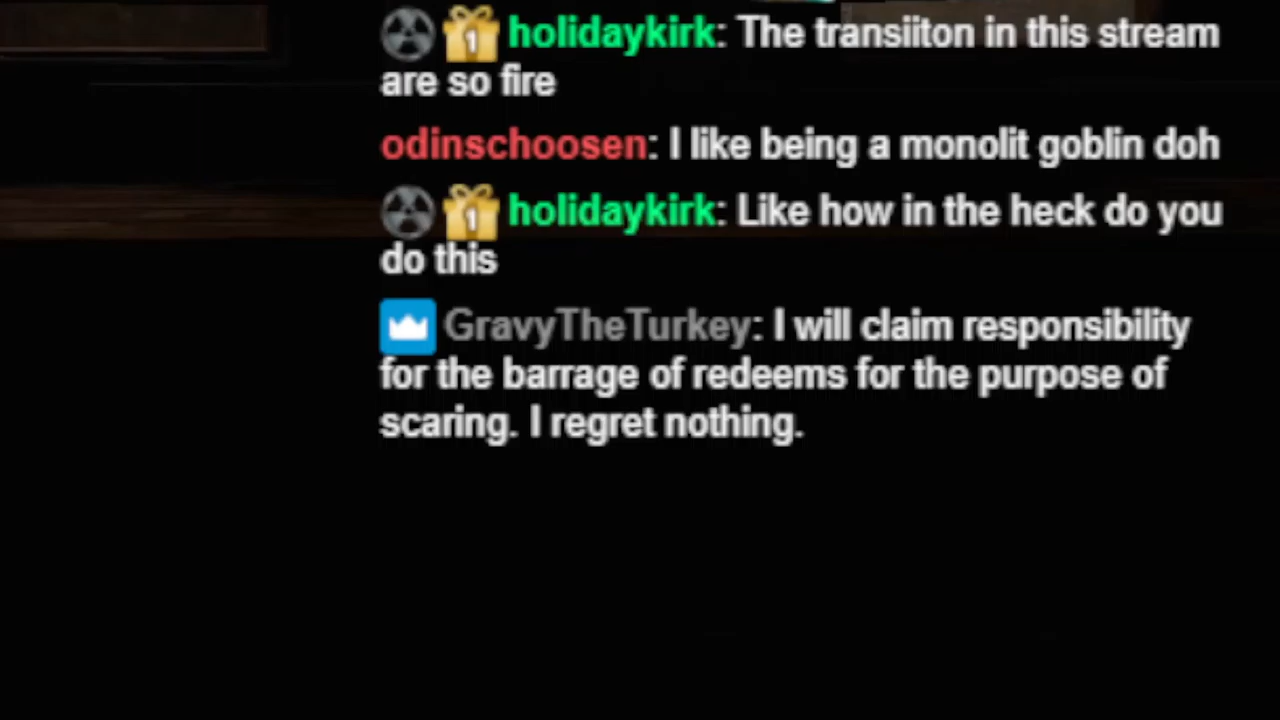 1 holidaykirk: The transiiton in this stream
are so fire
odinschoosen: I like being a monolit goblin doh
1 holidaykirk: Like how in the heck do you
do this
GravyTheTurkey: I will claim responsibility
for the barrage of redeems for the purpose of
scaring. I regret nothing.